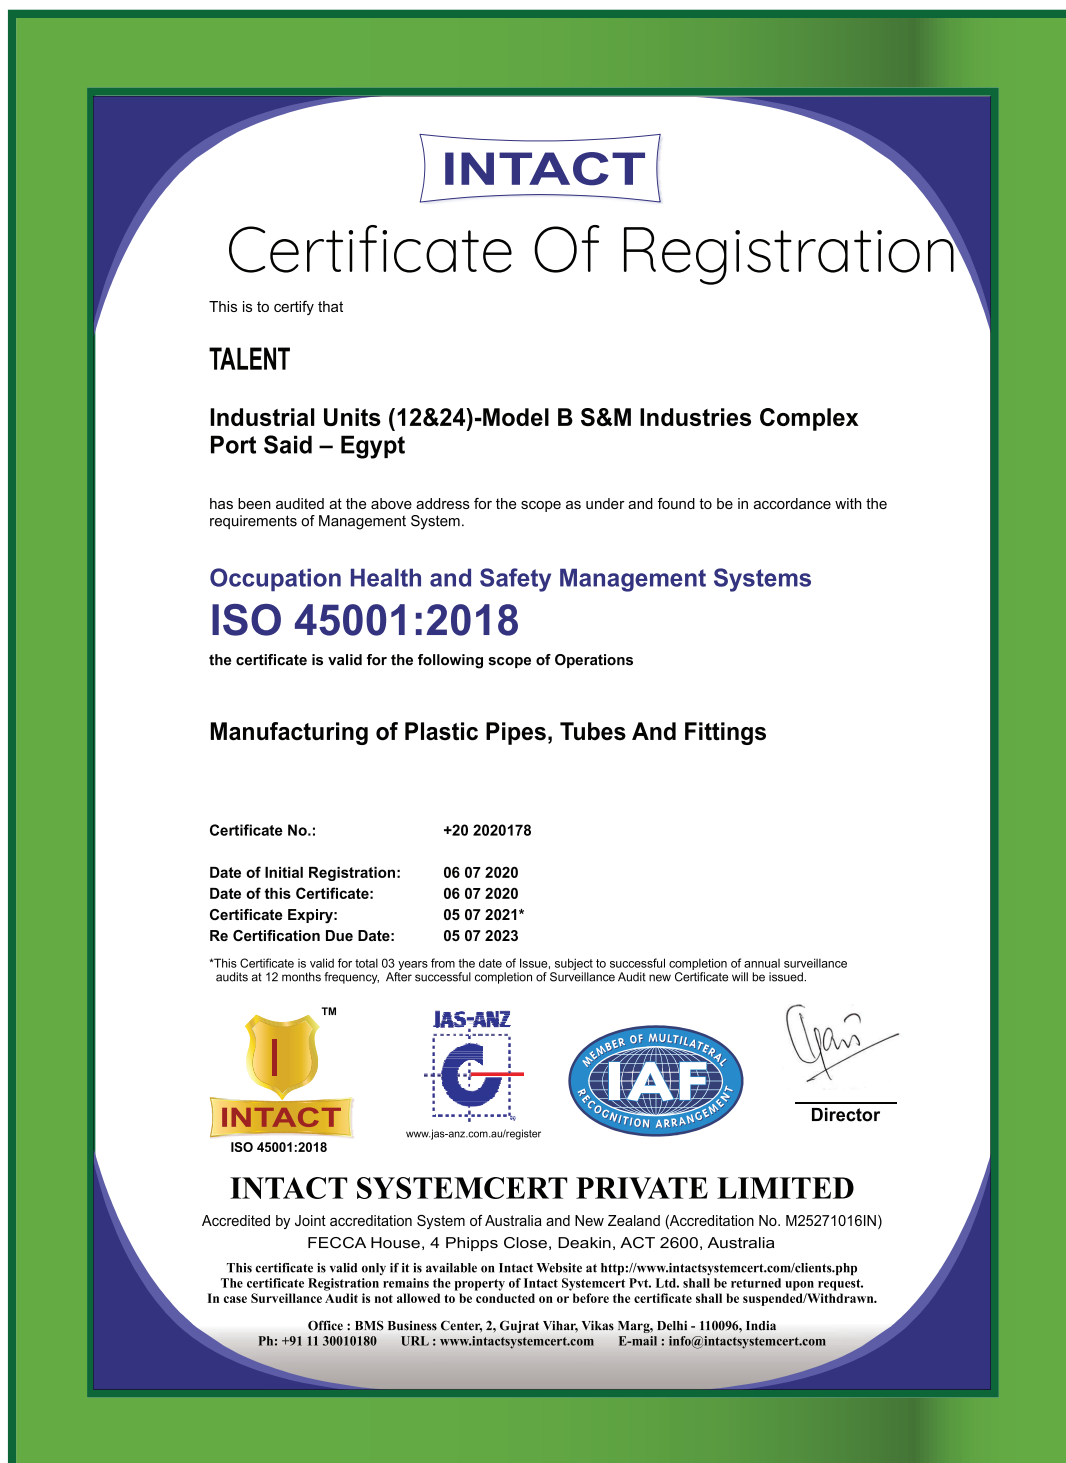 INTACT
Certificate Of Registration
This is to certify that
TALENT
Industrial Units (12&24)-Model B S&M Industries Complex
Port Said – Egypt
has been audited at the above address for the scope as under and found to be in accordance with the
requirements of Management System.
Occupation Health and Safety Management Systems
ISO 45001:2018
the certificate is valid for the following scope of Operations
Manufacturing of Plastic Pipes, Tubes And Fittings
Certificate No.: +20 2020178
Date of Initial Registration: 06 07 2020
Date of this Certificate: 06 07 2020
Certificate Expiry: 05 07 2021*
Re Certification Due Date: 05 07 2023
*This Certificate is valid for total 03 years from the date of Issue, subject to successful completion of annual surveillance
audits at 12 months frequency, After successful completion of Surveillance Audit new Certificate will be issued.
TM
I
INTACT
ISO 45001:2018
JAS-ANZ
C
www.jas-anz.com.au/register
MEMBER OF MULTILATERAL
IAF
RECOGNITION ARRANGEMENT
Director
INTACT SYSTEMCERT PRIVATE LIMITED
Accredited by Joint accreditation System of Australia and New Zealand (Accreditation No. M25271016IN)
FECCA House, 4 Phipps Close, Deakin, ACT 2600, Australia
This certificate is valid only if it is available on Intact Website at http://www.intactsystemcert.com/clients.php
The certificate Registration remains the property of Intact Systemcert Pvt. Ltd. shall be returned upon request.
In case Surveillance Audit is not allowed to be conducted on or before the certificate shall be suspended/Withdrawn.
Office : BMS Business Center, 2, Gujrat Vihar, Vikas Marg, Delhi - 110096, India
Ph: +91 11 30010180 URL : www.intactsystemcert.com E-mail : info@intactsystemcert.com